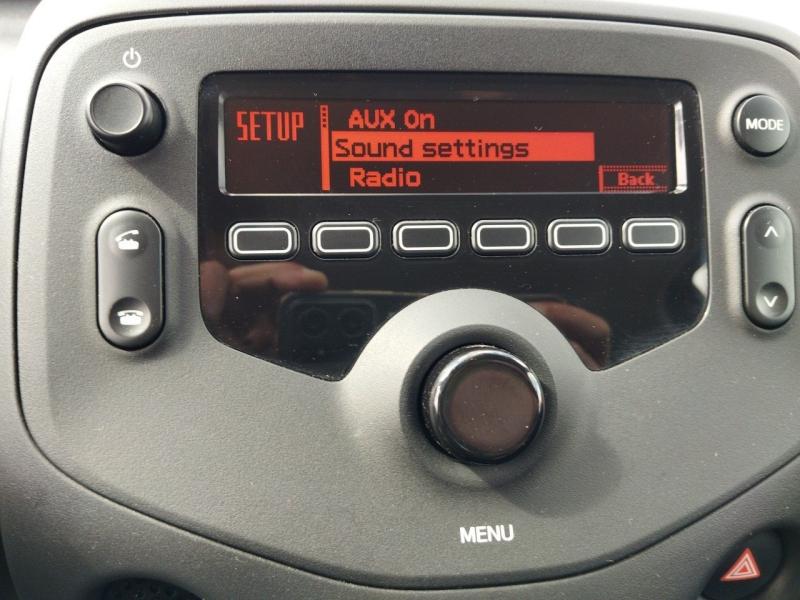 SETUP
AUX On
Sound settings
Radio
Back
MODE
MENU